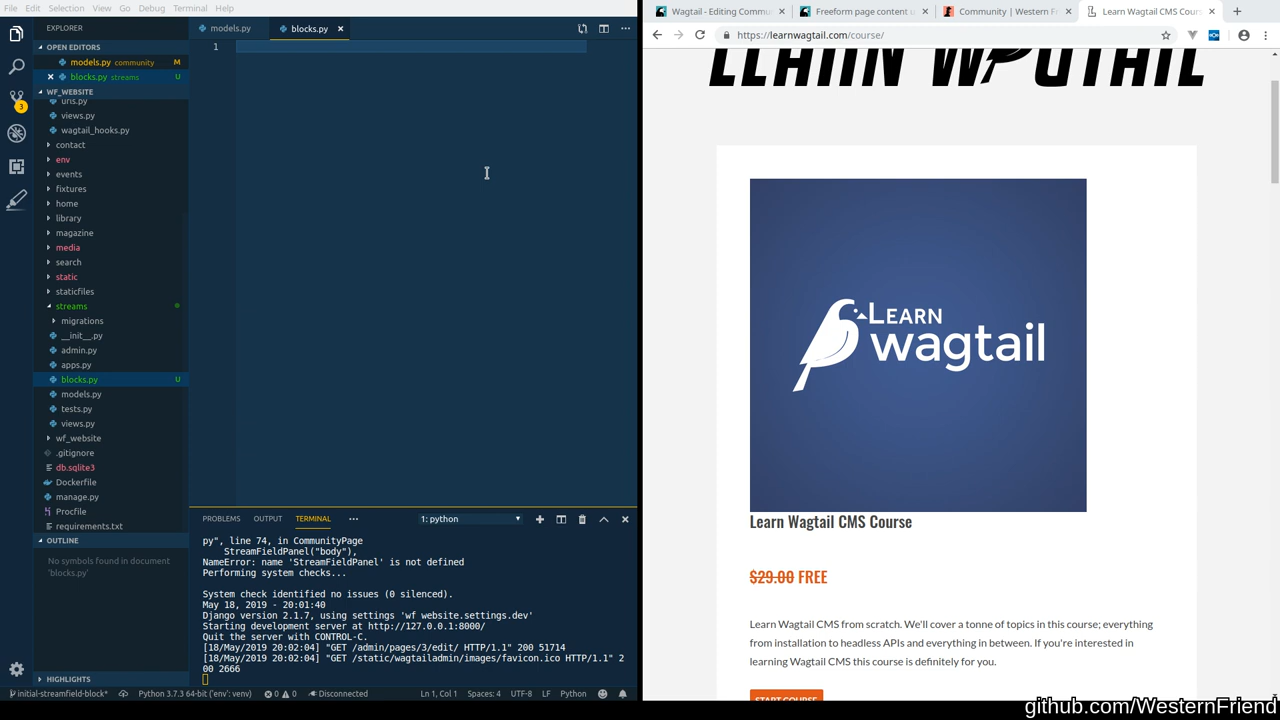 File Edit Selection View Go Debug Terminal Help
EXPLORER
OPEN EDITORS
models.py community M
blocks.py streams U
WF_WEBSITE
urls.py
views.py
wagtail_hooks.py
contact
env
events
fixtures
home
library
magazine
media
search
static
staticfiles
streams
migrations
__init__.py
admin.py
apps.py
blocks.py U
models.py
tests.py
views.py
wf_website
.gitignore
db.sqlite3
Dockerfile
manage.py
Procfile
requirements.txt
OUTLINE
No symbols found in document
'blocks.py'
HIGHLIGHTS
3
models.py blocks.py
1
PROBLEMS OUTPUT TERMINAL 1: python
py", line 74, in CommunityPage
StreamFieldPanel("body"),
NameError: name 'StreamFieldPanel' is not defined
Performing system checks...
System check identified no issues (0 silenced).
May 18, 2019 - 20:01:40
Django version 2.1.7, using settings 'wf_website.settings.dev'
Starting development server at http://127.0.0.1:8000/
Quit the server with CONTROL-C.
[18/May/2019 20:02:04] "GET /admin/pages/3/edit/ HTTP/1.1" 200 51714
[18/May/2019 20:02:04] "GET /static/wagtailadmin/images/favicon.ico HTTP/1.1" 2
00 2666
initial-streamfield-block* Python 3.7.3 64-bit ('env': venv) 0 0 Disconnected Ln 1, Col 1 Spaces: 4 UTF-8 LF Python
Wagtail - Editing Commu Freeform page content u Community | Western Fr Learn Wagtail CMS Cours
https://learnwagtail.com/course/
LEARN WAGTAIL
LEARN
wagtail
Learn Wagtail CMS Course
$29.00 FREE
Learn Wagtail CMS from scratch. We'll cover a tonne of topics in this course; everything
from installation to headless APIs and everything in between. If you're interested in
learning Wagtail CMS this course is definitely for you.
START COURSE
github.com/WesternFriend